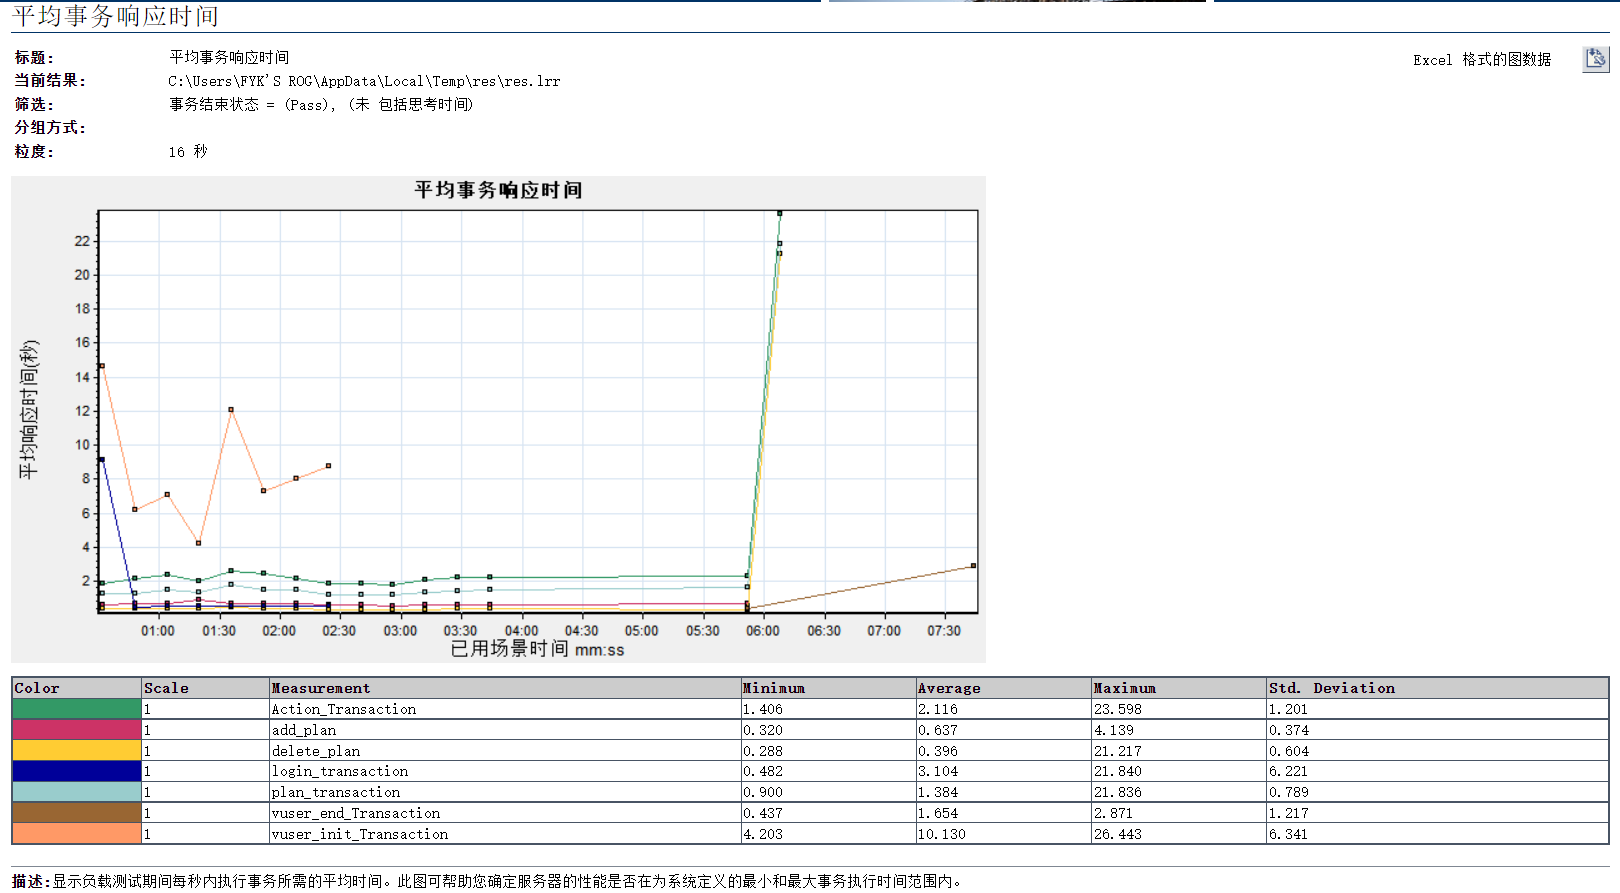 平均事务响应时间
标题: 平均事务响应时间
Excel 格式的图数据
当前结果: C:\Users\FYK'S ROG\AppData\Local\Temp\res\res.lrr
筛选: 事务结束状态 = (Pass), (未 包括思考时间)
分组方式:
粒度: 16 秒
平均事务响应时间
平均响应时间(秒)
22
20
18
16
14
12
10
8
6
4
2
01:00 01:30 02:00 02:30 03:00 03:30 04:00 04:30 05:00 05:30 06:00 06:30 07:00 07:30
已用场景时间 mm:ss
Color Scale Measurement Minimum Average Maximum Std. Deviation
1 Action_Transaction 1.406 2.116 23.598 1.201
1 add_plan 0.320 0.637 4.139 0.374
1 delete_plan 0.288 0.396 21.217 0.604
1 login_transaction 0.482 3.104 21.840 6.221
1 plan_transaction 0.900 1.384 21.836 0.789
1 vuser_end_Transaction 0.437 1.654 2.871 1.217
1 vuser_init_Transaction 4.203 10.130 26.443 6.341
描述:显示负载测试期间每秒内执行事务所需的平均时间。此图可帮助您确定服务器的性能是否在为系统定义的最小和最大事务执行时间范围内。